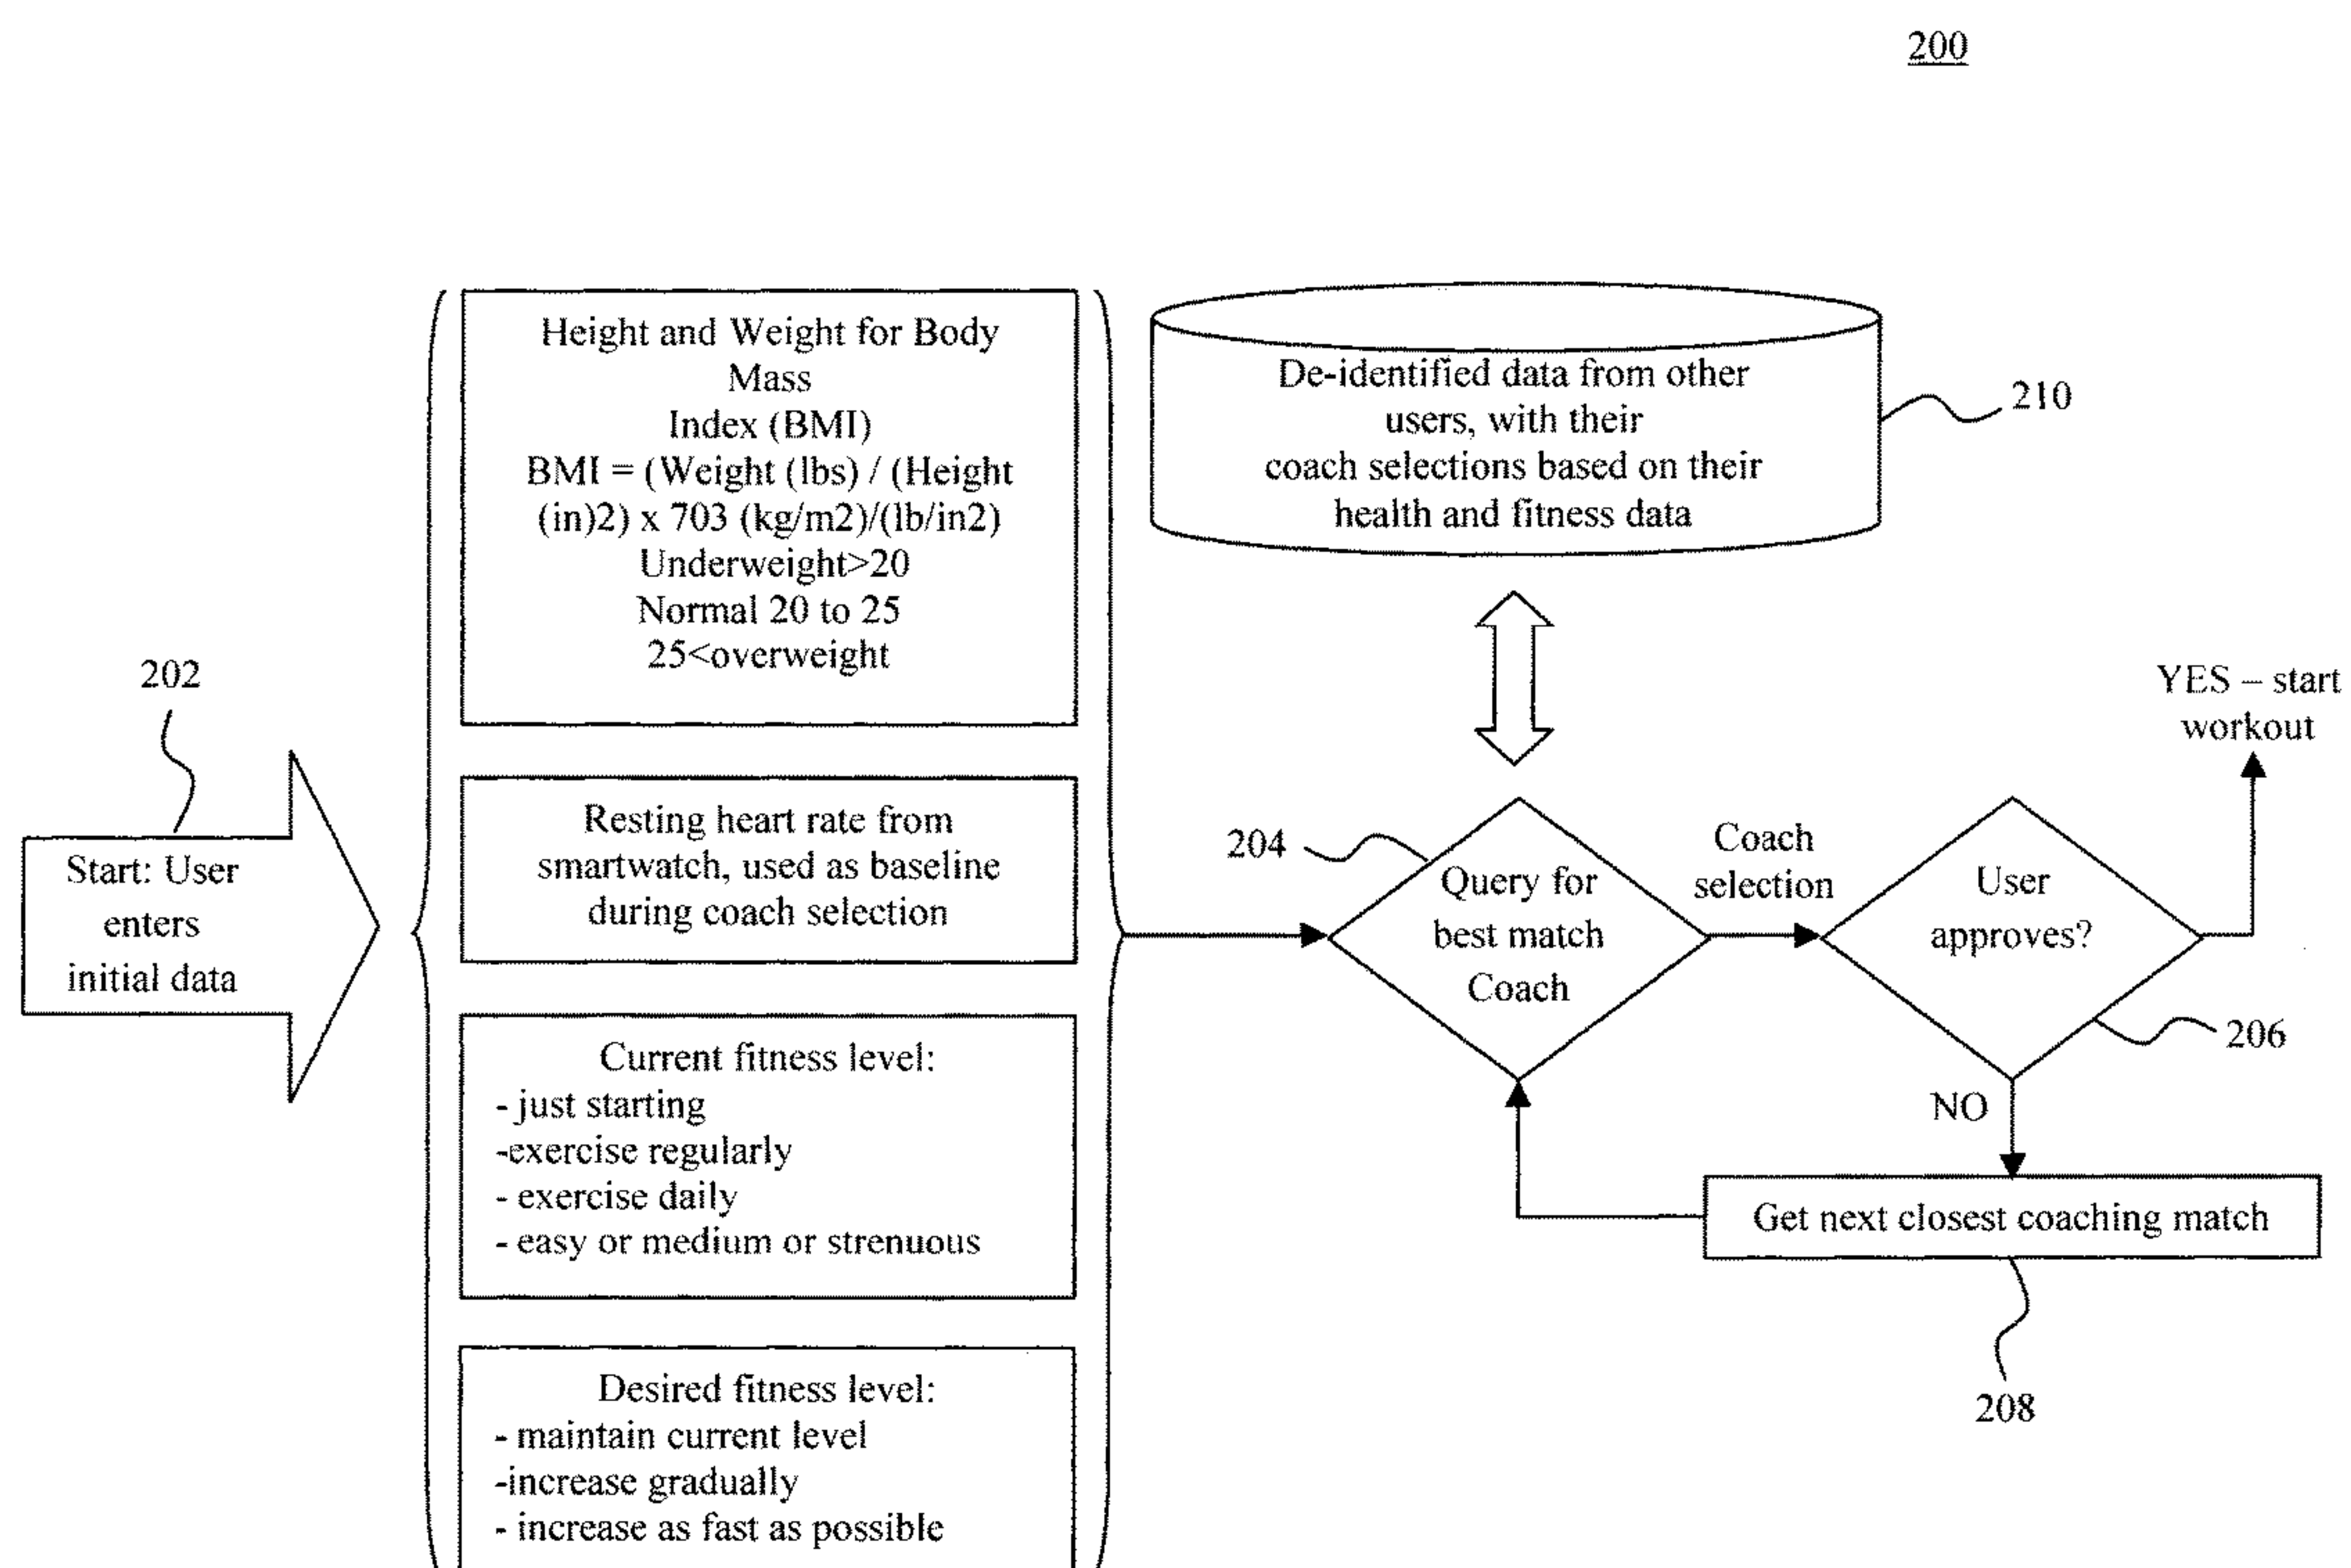 200
202
Start: User
enters
initial data
Height and Weight for Body
Mass
Index (BMI)
BMI = (Weight (lbs) / (Height
(in)2) x 703 (kg/m2)/(lb/in2)
Underweight>20
Normal 20 to 25
25<overweight
Resting heart rate from
smartwatch, used as baseline
during coach selection
Current fitness level:
- just starting
-exercise regularly
- exercise daily
- easy or medium or strenuous
Desired fitness level:
- maintain current level
-increase gradually
- increase as fast as possible
De-identified data from other
users, with their
coach selections based on their
health and fitness data
210
204
Query for
best match
Coach
Coach
selection
User
approves?
206
YES – start
workout
NO
Get next closest coaching match
208